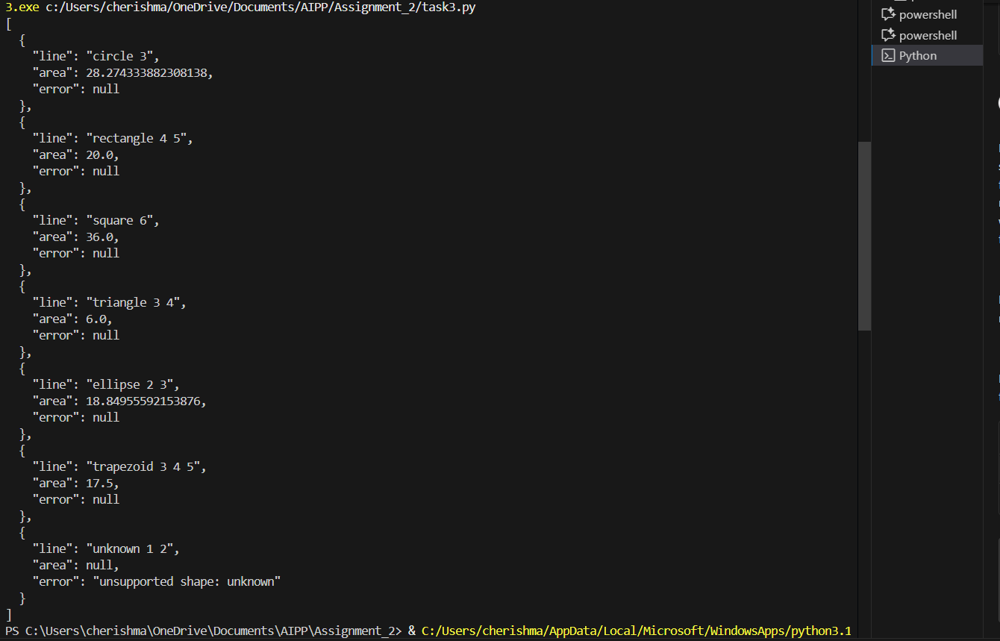 3.exe c:/Users/cherishma/OneDrive/Documents/AIPP/Assignment_2/task3.py
[
  {
    "line": "circle 3",
    "area": 28.274333882308138,
    "error": null
  },
  {
    "line": "rectangle 4 5",
    "area": 20.0,
    "error": null
  },
  {
    "line": "square 6",
    "area": 36.0,
    "error": null
  },
  {
    "line": "triangle 3 4",
    "area": 6.0,
    "error": null
  },
  {
    "line": "ellipse 2 3",
    "area": 18.84955592153876,
    "error": null
  },
  {
    "line": "trapezoid 3 4 5",
    "area": 17.5,
    "error": null
  },
  {
    "line": "unknown 1 2",
    "area": null,
    "error": "unsupported shape: unknown"
  }
]
PS C:\Users\cherishma\OneDrive\Documents\AIPP\Assignment_2> & C:/Users/cherishma/AppData/Local/Microsoft/WindowsApps/python3.1
powershell
powershell
Python